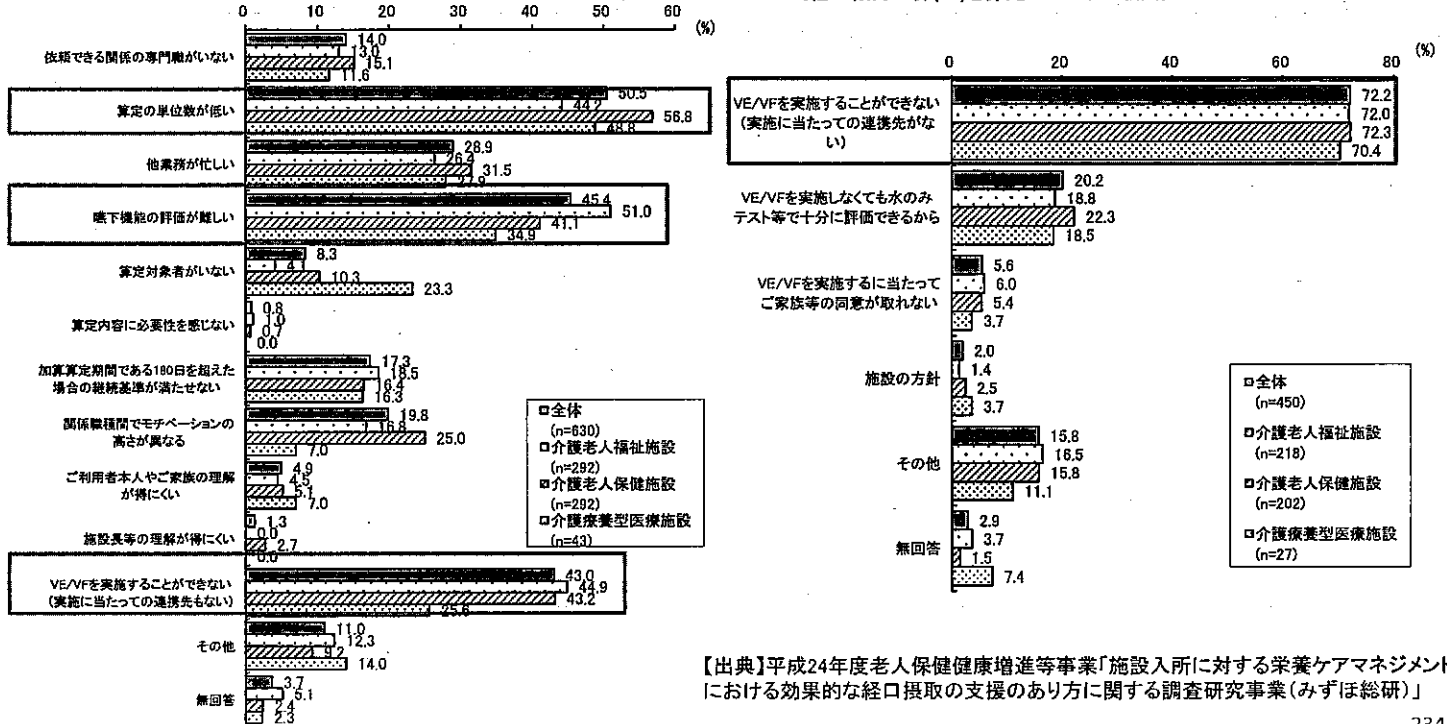 0 10 20 30 40 50 60
(%)
依頼できる関係の専門職がいない
14.0
13.0
15.1
11.6
算定の単位数が低い
50.5
44.2
56.8
48.8
他業務が忙しい
28.9
26.4
31.5
27.9
嚥下機能の評価が難しい
45.4
51.0
41.1
34.9
算定対象者がいない
8.3
10.3
23.3
算定内容に必要性を感じない
0.8
1.0
0.7
0.0
加算算定期間である180日を超えた
場合の継続基準が満たせない
17.3
18.5
16.4
16.3
関係職種間でモチベーションの
高さが異なる
19.8
16.8
25.0
7.0
ご利用者本人やご家族の理解
が得にくい
4.9
4.5
5.1
7.0
施設長等の理解が得にくい
1.3
0.0
2.7
0.0
VE/VFを実施することができない
(実施に当たっての連携先もない)
43.0
44.9
43.2
25.6
その他
11.0
12.3
9.2
14.0
無回答
3.7
5.1
2.4
2.3
全体
(n=630)
介護老人福祉施設
(n=292)
介護老人保健施設
(n=292)
介護療養型医療施設
(n=43)
(%)
0 20 40 60 80
VE/VFを実施することができない
(実施に当たっての連携先がな
い)
72.2
72.0
72.3
70.4
VE/VFを実施しなくても水のみ
テスト等で十分に評価できるから
20.2
18.8
22.3
18.5
VE/VFを実施するに当たって
ご家族等の同意が取れない
5.6
6.0
5.4
3.7
施設の方針
2.0
1.4
2.5
3.7
その他
15.8
16.5
15.8
11.1
無回答
2.9
3.7
1.5
7.4
全体
(n=450)
介護老人福祉施設
(n=218)
介護老人保健施設
(n=202)
介護療養型医療施設
(n=27)
【出典】平成24年度老人保健健康増進等事業「施設入所に対する栄養ケアマネジメント
における効果的な経口摂取の支援のあり方に関する調査研究事業(みずほ総研)」